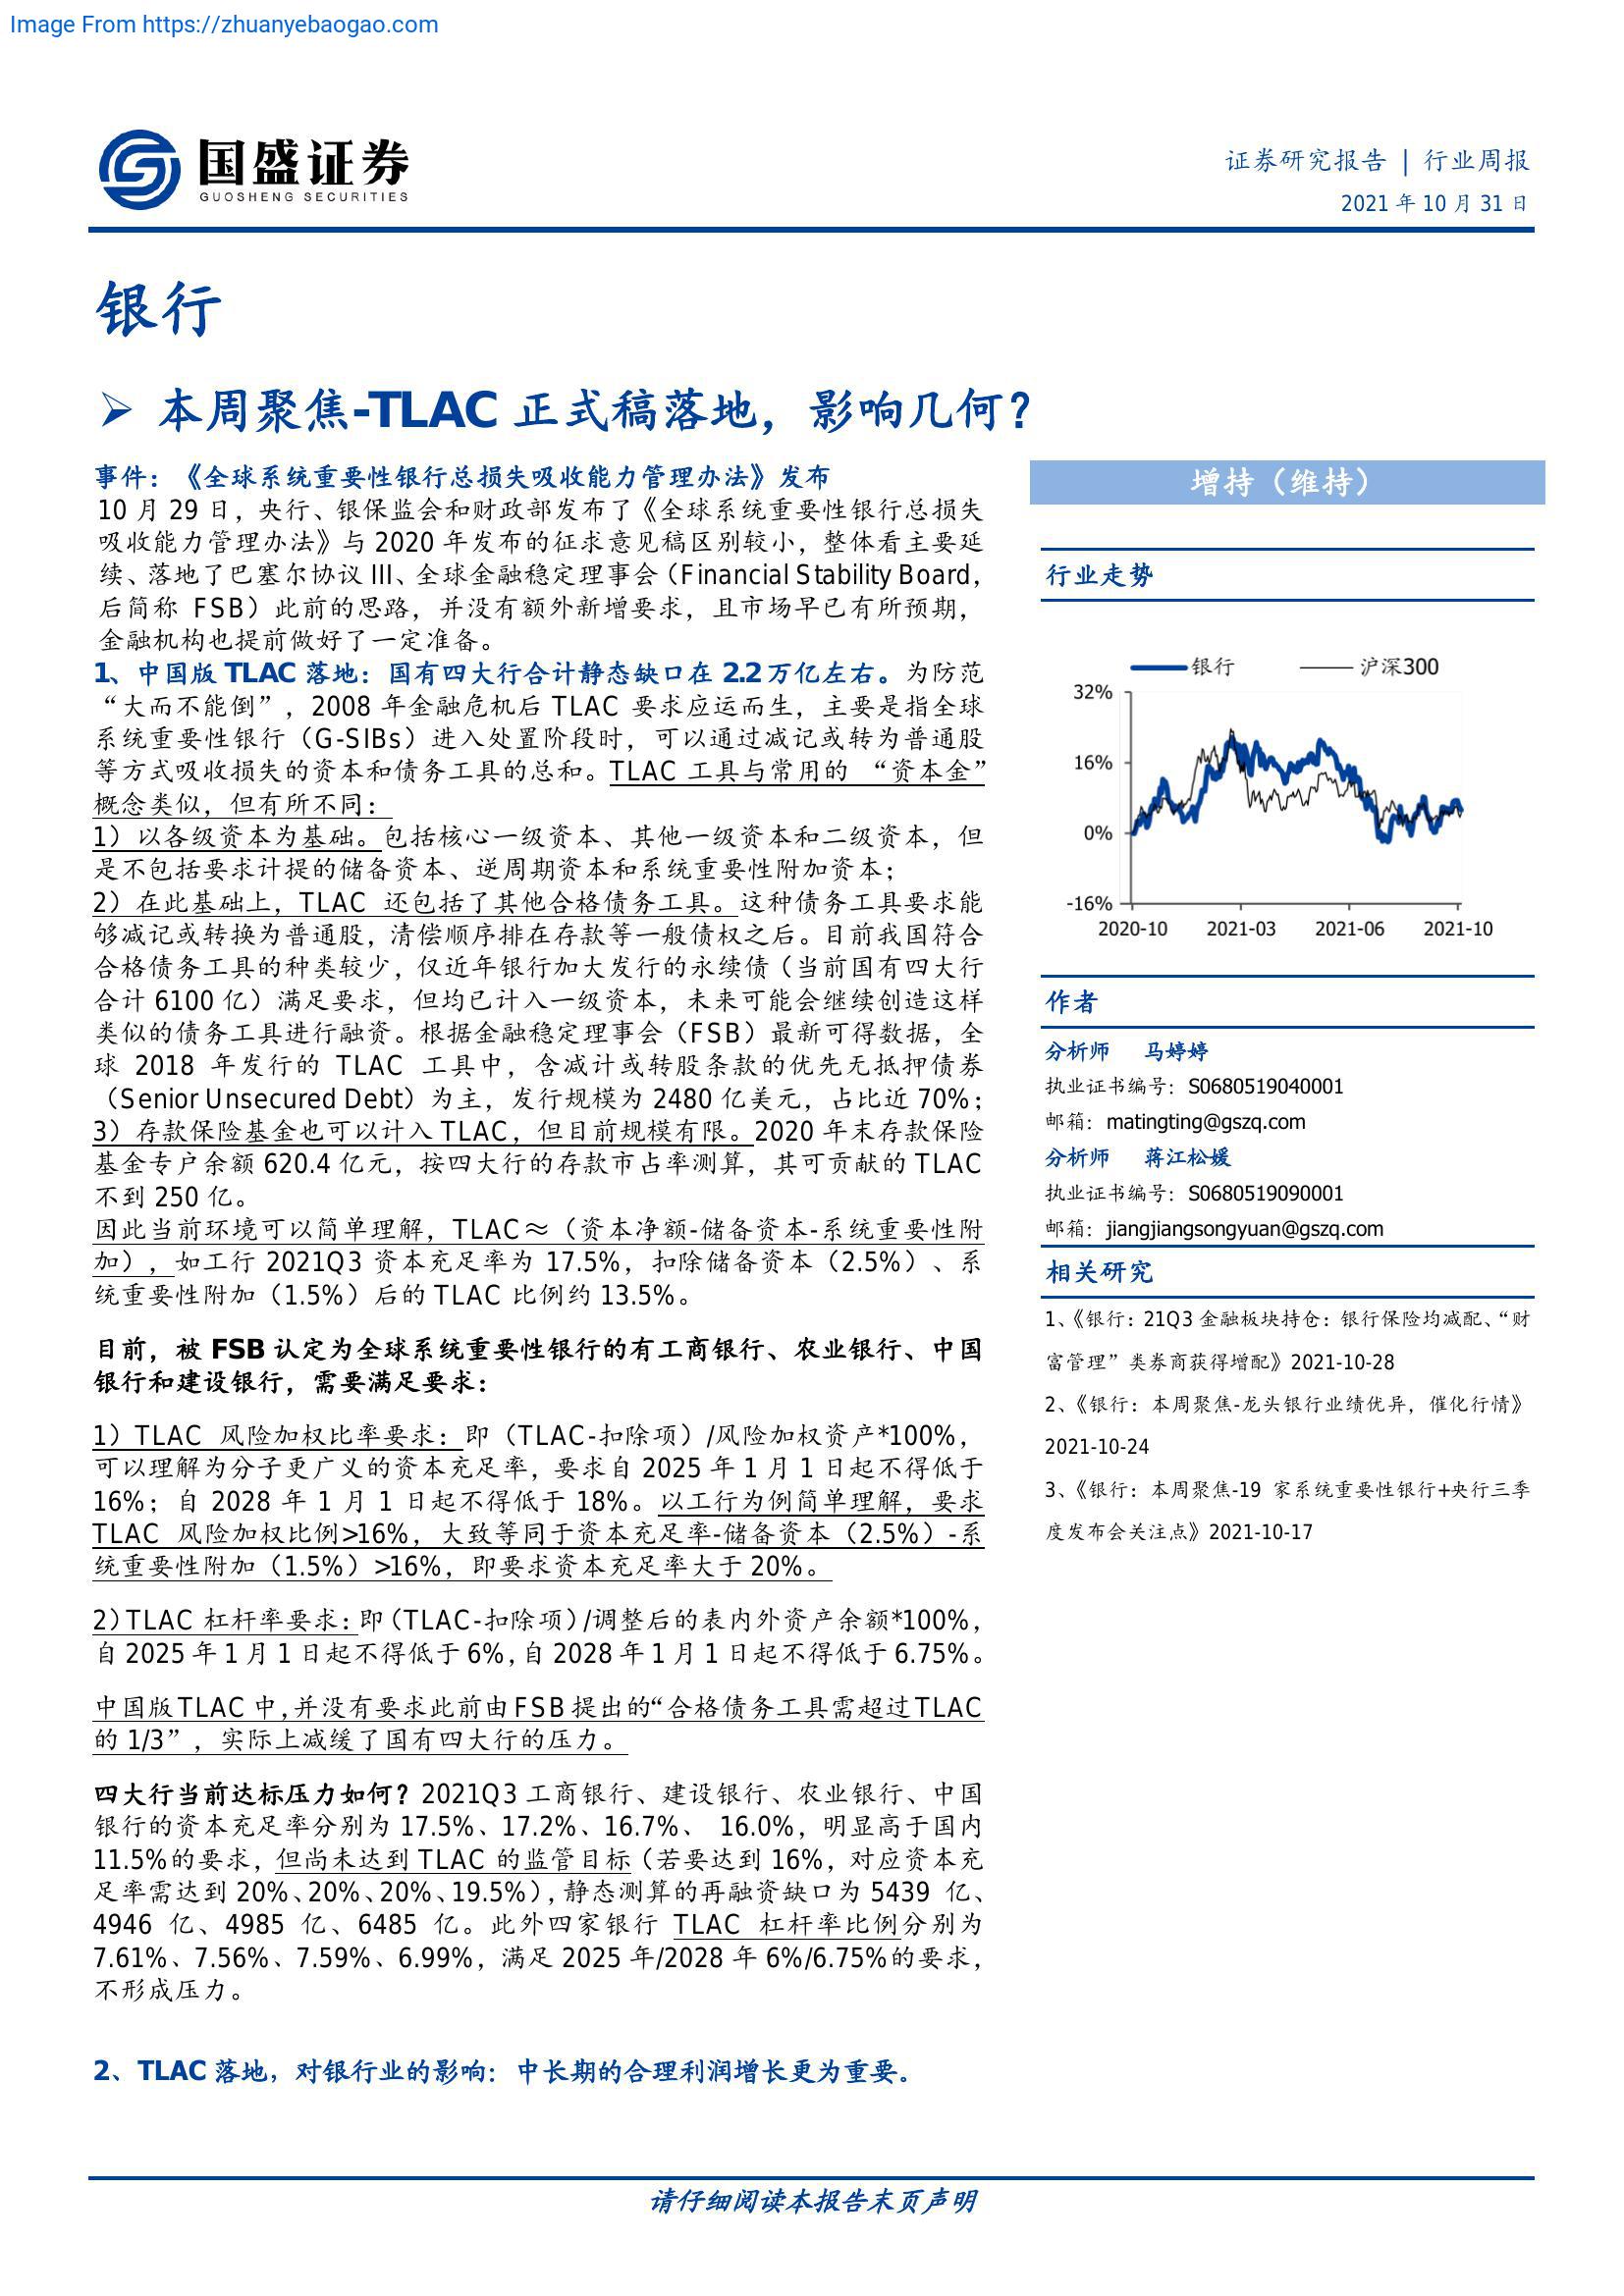 Image From https://zhuanyebaogao.com
国盛证券
GUOSHENG SECURITIES
证券研究报告 | 行业周报
2021 年 10 月 31 日
银行
本周聚焦-TLAC 正式稿落地，影响几何？
事件：《全球系统重要性银行总损失吸收能力管理办法》发布
10 月 29 日，央行、银保监会和财政部发布了《全球系统重要性银行总损失
吸收能力管理办法》与 2020 年发布的征求意见稿区别较小，整体看主要延
续、落地了巴塞尔协议 III、全球金融稳定理事会（Financial Stability Board，
后简称 FSB）此前的思路，并没有额外新增要求，且市场早已有所预期，
金融机构也提前做好了一定准备。
1、中国版 TLAC 落地：国有四大行合计静态缺口在 2.2 万亿左右。为防范
“大而不能倒”，2008 年金融危机后 TLAC 要求应运而生，主要是指全球
系统重要性银行（G-SIBs）进入处置阶段时，可以通过减记或转为普通股
等方式吸收损失的资本和债务工具的总和。TLAC 工具与常用的 “资本金”
概念类似，但有所不同：
1）以各级资本为基础。包括核心一级资本、其他一级资本和二级资本，但
是不包括要求计提的储备资本、逆周期资本和系统重要性附加资本；
2）在此基础上，TLAC 还包括了其他合格债务工具。这种债务工具要求能
够减记或转换为普通股，清偿顺序排在存款等一般债权之后。目前我国符合
合格债务工具的种类较少，仅近年银行加大发行的永续债（当前国有四大行
合计 6100 亿）满足要求，但均已计入一级资本，未来可能会继续创造这样
类似的债务工具进行融资。根据金融稳定理事会（FSB）最新可得数据，全
球 2018 年发行的 TLAC 工具中，含减计或转股条款的优先无抵押债券
（Senior Unsecured Debt）为主，发行规模为 2480 亿美元，占比近 70%；
3）存款保险基金也可以计入 TLAC，但目前规模有限。2020 年末存款保险
基金专户余额 620.4 亿元，按四大行的存款市占率测算，其可贡献的 TLAC
不到 250 亿。
因此当前环境可以简单理解，TLAC≈（资本净额-储备资本-系统重要性附
加），如工行 2021Q3 资本充足率为 17.5%，扣除储备资本（2.5%）、系
统重要性附加（1.5%）后的 TLAC 比例约 13.5%。
目前，被 FSB 认定为全球系统重要性银行的有工商银行、农业银行、中国
银行和建设银行，需要满足要求：
1）TLAC 风险加权比率要求：即（TLAC-扣除项）/风险加权资产*100%，
可以理解为分子更广义的资本充足率，要求自 2025 年 1 月 1 日起不得低于
16%；自 2028 年 1 月 1 日起不得低于 18%。以工行为例简单理解，要求
TLAC 风险加权比例>16%，大致等同于资本充足率-储备资本（2.5%）-系
统重要性附加（1.5%）>16%，即要求资本充足率大于 20%。
2）TLAC 杠杆率要求：即（TLAC-扣除项）/调整后的表内外资产余额*100%，
自 2025 年 1 月 1 日起不得低于 6%，自 2028 年 1 月 1 日起不得低于 6.75%。
中国版 TLAC 中，并没有要求此前由 FSB 提出的“合格债务工具需超过 TLAC
的 1/3”，实际上减缓了国有四大行的压力。
四大行当前达标压力如何？2021Q3 工商银行、建设银行、农业银行、中国
银行的资本充足率分别为 17.5%、17.2%、16.7%、 16.0%，明显高于国内
11.5%的要求，但尚未达到 TLAC 的监管目标（若要达到 16%，对应资本充
足率需达到 20%、20%、20%、19.5%），静态测算的再融资缺口为 5439 亿、
4946 亿、4985 亿、6485 亿。此外四家银行 TLAC 杠杆率比例分别为
7.61%、7.56%、7.59%、6.99%，满足 2025 年/2028 年 6%/6.75%的要求，
不形成压力。
2、TLAC 落地，对银行业的影响：中长期的合理利润增长更为重要。
增持（维持）
行业走势
银行 沪深300
32%
16%
0%
-16%
2020-10 2021-03 2021-06 2021-10
作者
分析师 马婷婷
执业证书编号：S0680519040001
邮箱：matingting@gszq.com
分析师 蒋江松媛
执业证书编号：S0680519090001
邮箱：jiangjiangsongyuan@gszq.com
相关研究
1、《银行：21Q3 金融板块持仓：银行保险均减配、“财
富管理”类券商获得增配》2021-10-28
2、《银行：本周聚焦-龙头银行业绩优异，催化行情》
2021-10-24
3、《银行：本周聚焦-19 家系统重要性银行+央行三季
度发布会关注点》2021-10-17
请仔细阅读本报告末页声明